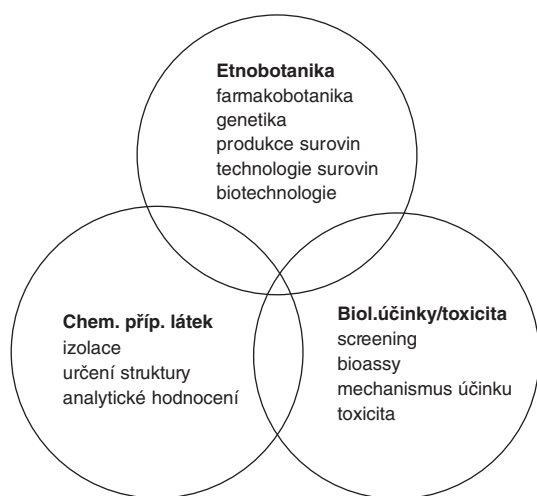 Etnobotanika
farmakobotanika
genetika
produkce surovin
technologie surovin
biotechnologie
Chem. příp. látek
izolace
určení struktury
analytické hodnocení
Biol.účinky/toxicita
screening
bioassy
mechanismus účinku
toxicita